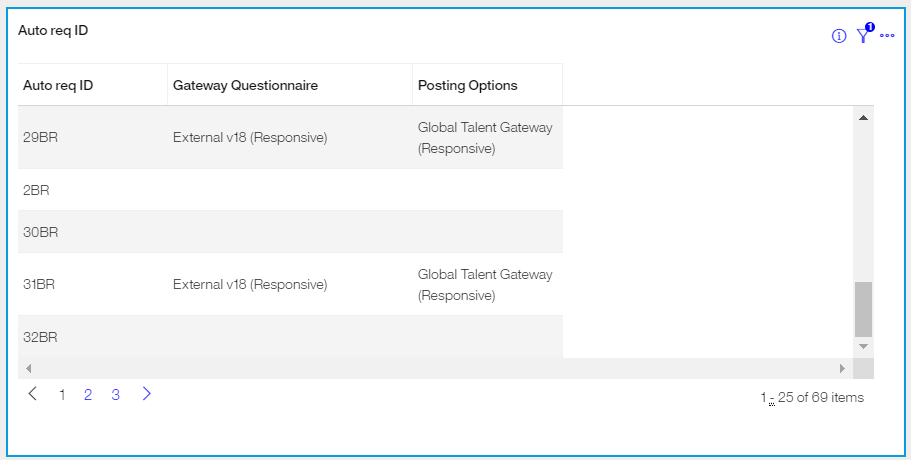 Auto req ID
1
Auto req ID Gateway Questionnaire Posting Options
29BR External v18 (Responsive) Global Talent Gateway
(Responsive)
2BR
30BR
31BR External v18 (Responsive) Global Talent Gateway
(Responsive)
32BR
1 2 3
1 - 25 of 69 items